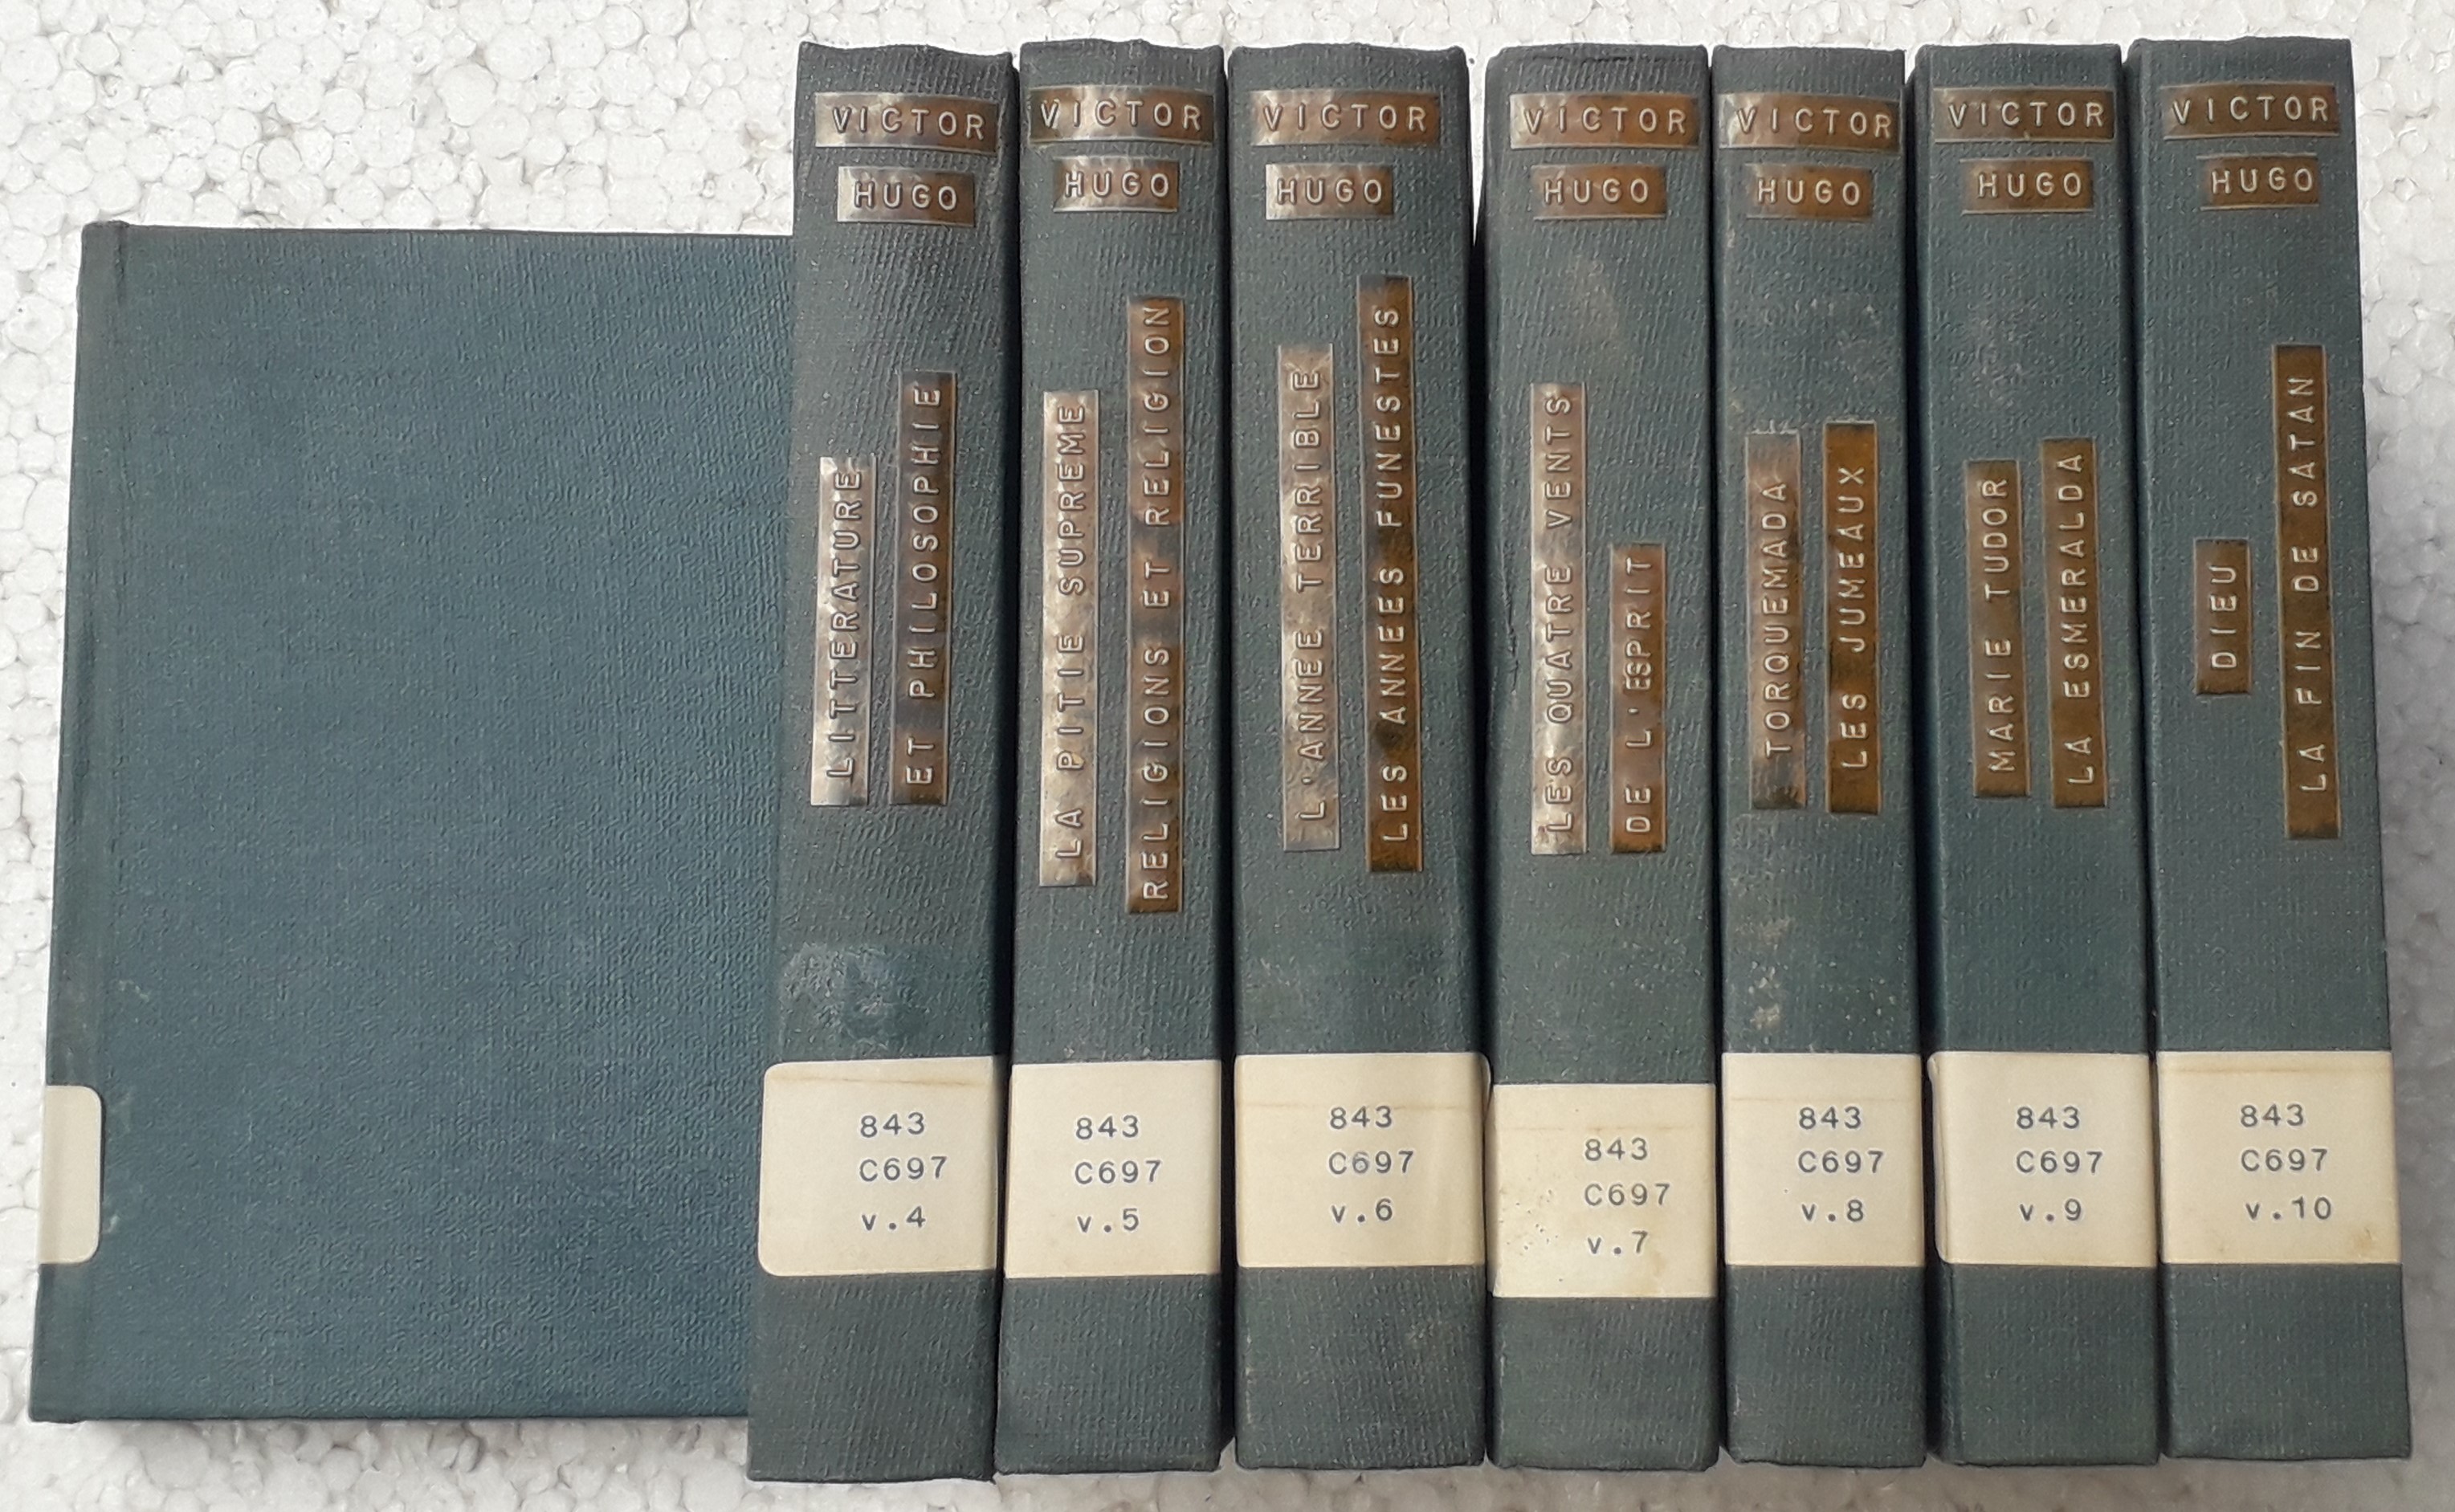 VICTOR
HUGO
LITTERATURE
ET PHILOSOPHIE
843
C697
v.4
VICTOR
HUGO
LA PITIE SUPREME
RELIGIONS ET RELIGION
843
C697
v.5
VICTOR
HUGO
L'ANNEE TERRIBLE
LES ANNEES FUNESTES
843
C697
v.6
VICTOR
HUGO
LES QUATRE VENTS
DE L'ESPRIT
843
C697
v.7
VICTOR
HUGO
TORQUEMADA
LES JUMEAUX
843
C697
v.8
VICTOR
HUGO
MARIE TUDOR
LA ESMERALDA
843
C697
v.9
VICTOR
HUGO
DIEU
LA FIN DE SATAN
843
C697
v.10